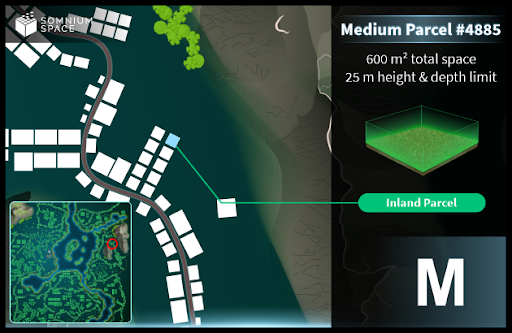 SOMNIUM
SPACE
Medium Parcel #4885
600 m² total space
25 m height & depth limit
Inland Parcel
M